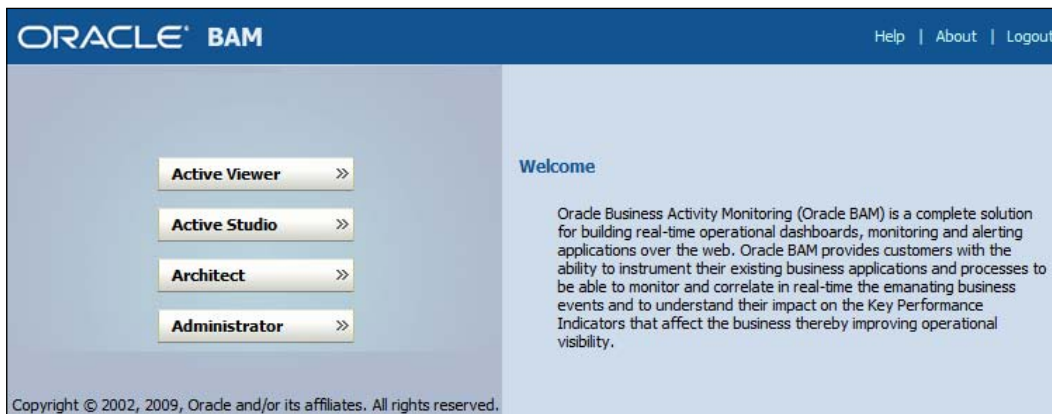 ORACLE BAM
Help | About | Logout
Active Viewer »
Active Studio »
Architect »
Administrator »
Welcome
Oracle Business Activity Monitoring (Oracle BAM) is a complete solution
for building real-time operational dashboards, monitoring and alerting
applications over the web. Oracle BAM provides customers with the
ability to instrument their existing business applications and processes to
be able to monitor and correlate in real-time the emanating business
events and to understand their impact on the Key Performance
Indicators that affect the business thereby improving operational
visibility.
Copyright © 2002, 2009, Oracle and/or its affiliates. All rights reserved.